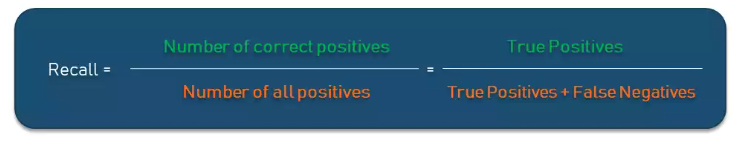 Number of correct positives True Positives
Recall = =
Number of all positives True Positives + False Negatives